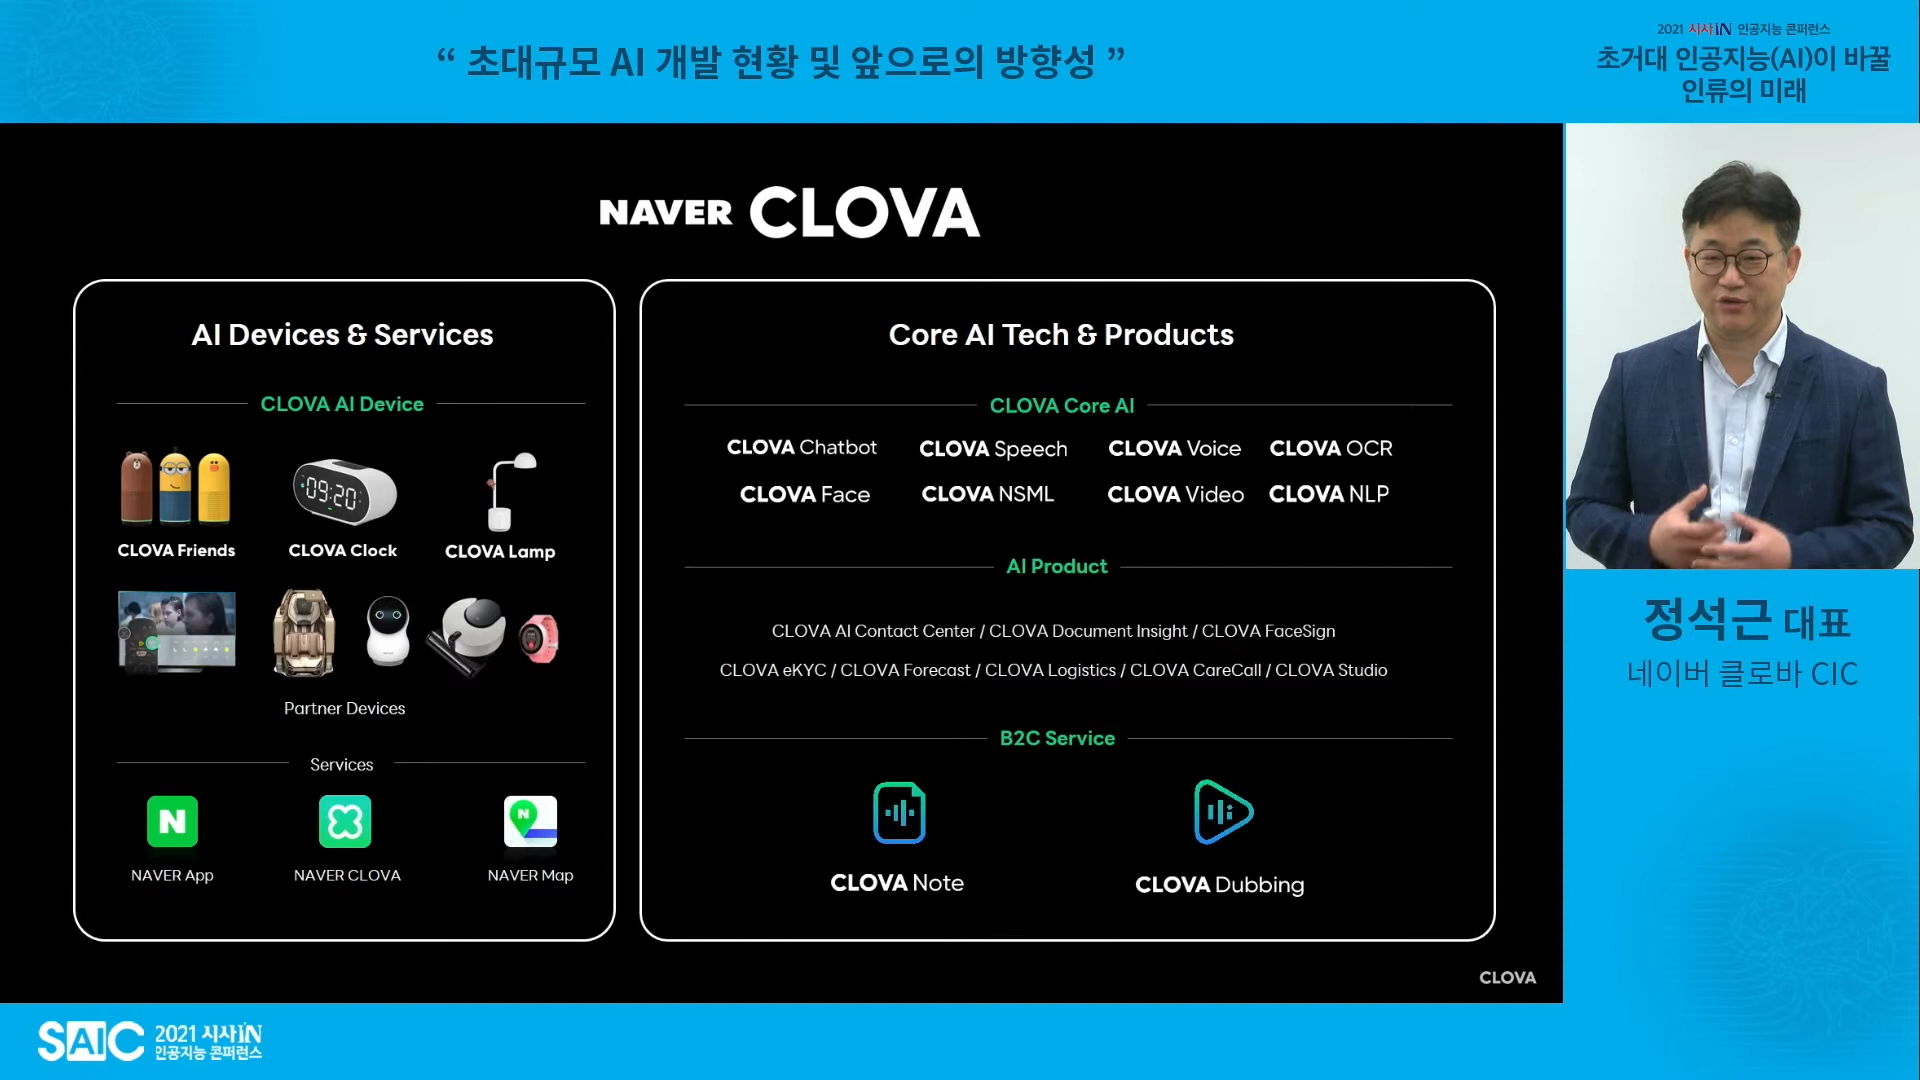 “ 초대규모 AI 개발 현황 및 앞으로의 방향성 ”
2021 시사IN 인공지능 콘퍼런스
초거대 인공지능(AI)이 바꿀
인류의 미래
NAVER CLOVA
AI Devices & Services
CLOVA AI Device
09:20
CLOVA Friends
CLOVA Clock
CLOVA Lamp
Partner Devices
Services
N
N
NAVER App
NAVER CLOVA
NAVER Map
Core AI Tech & Products
CLOVA Core AI
CLOVA Chatbot
CLOVA Speech
CLOVA Voice
CLOVA OCR
CLOVA Face
CLOVA NSML
CLOVA Video
CLOVA NLP
AI Product
CLOVA AI Contact Center / CLOVA Document Insight / CLOVA FaceSign
CLOVA eKYC / CLOVA Forecast / CLOVA Logistics / CLOVA CareCall / CLOVA Studio
B2C Service
CLOVA Note
CLOVA Dubbing
CLOVA
정석근 대표
네이버 클로바 CIC
SAIC
2021 시사IN
인공지능 콘퍼런스